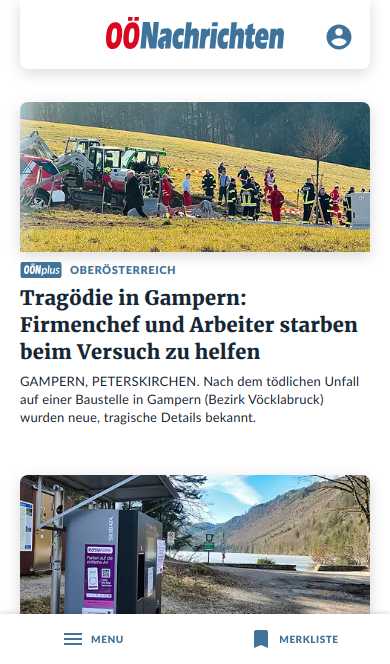 OÖNachrichten
OÖNplus OBERÖSTERREICH
Tragödie in Gampern:
Firmenchef und Arbeiter starben
beim Versuch zu helfen
GAMPERN, PETERSKIRCHEN. Nach dem tödlichen Unfall
auf einer Baustelle in Gampern (Bezirk Vöcklabruck)
wurden neue, tragische Details bekannt.
MENU
MERKLISTE